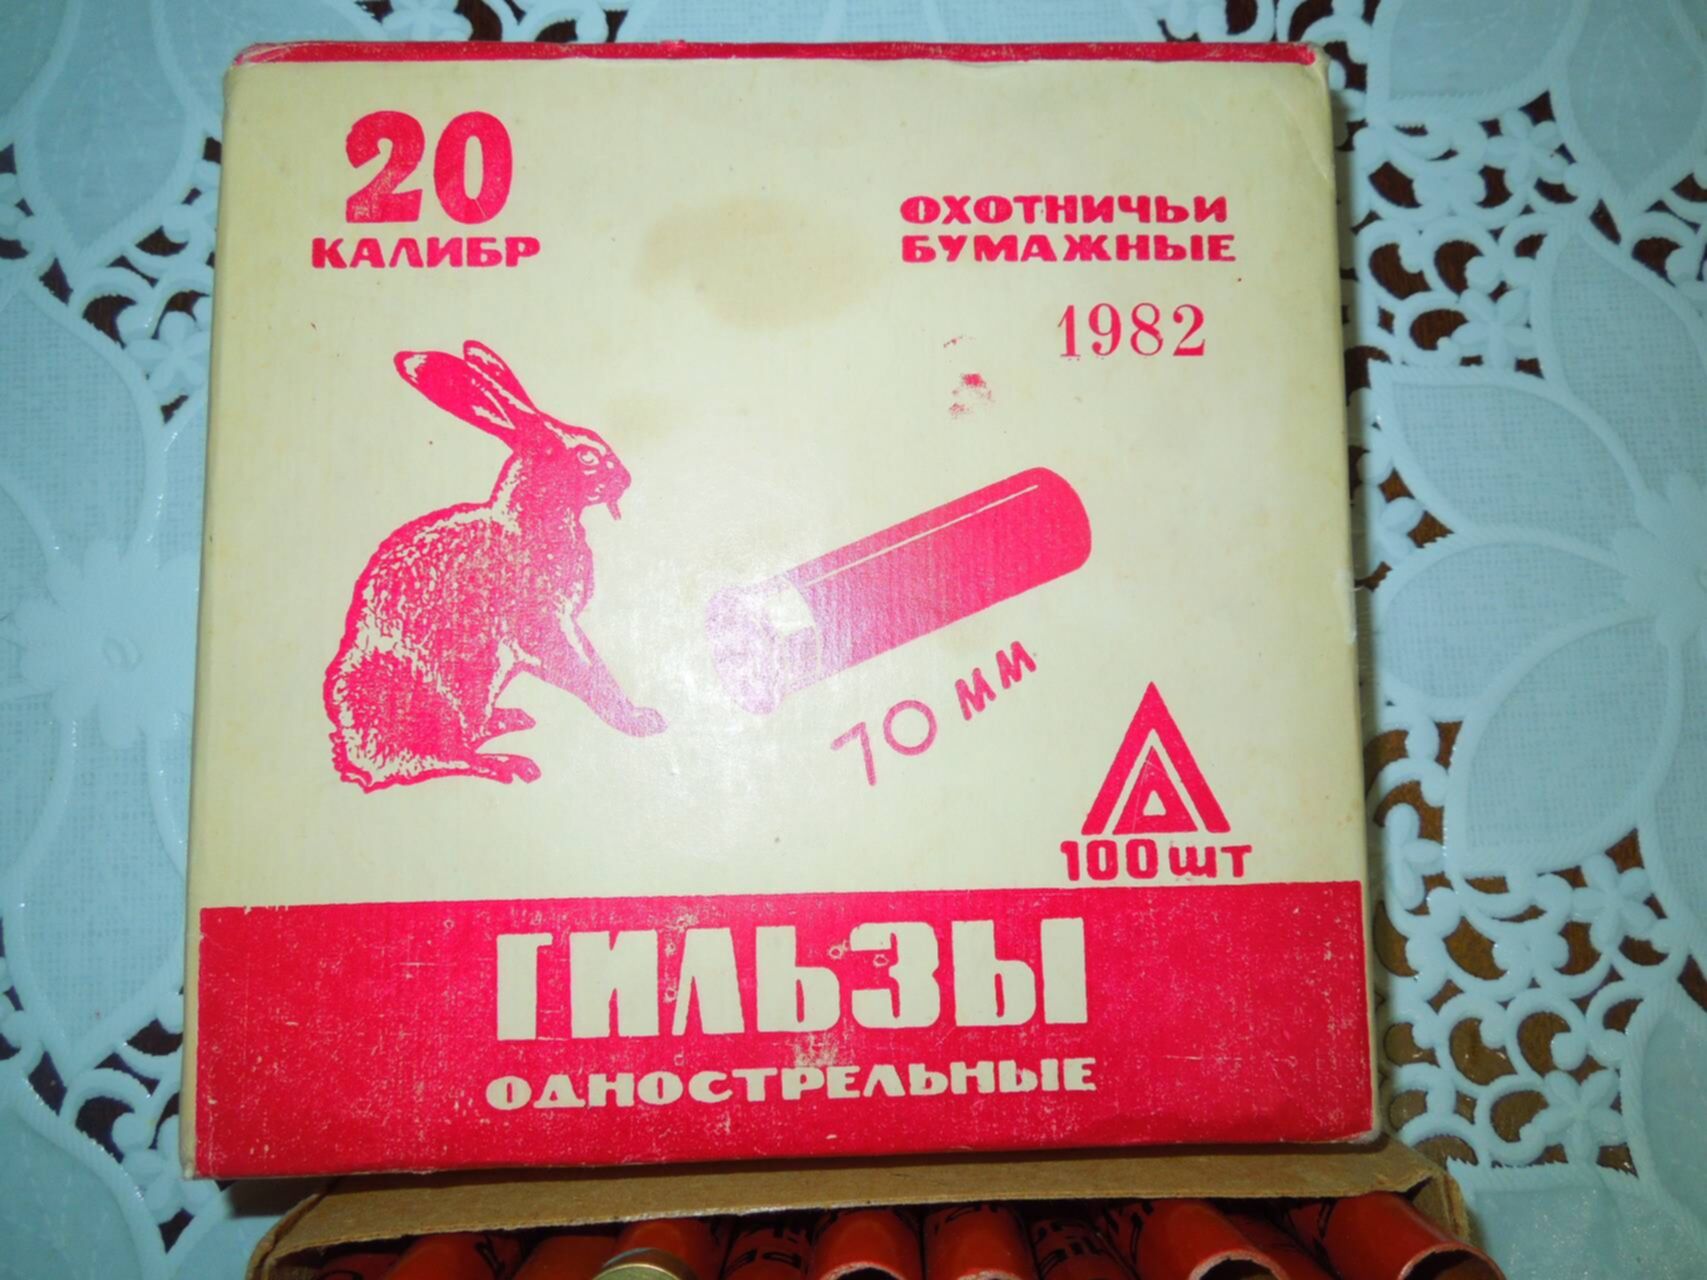 20
КАЛИБР
ОХОТНИЧЬИ
БУМАЖНЫЕ
1982
70 мм
100 шт
ГИЛЬЗЫ
ОДНОСТРЕЛЬНЫЕ